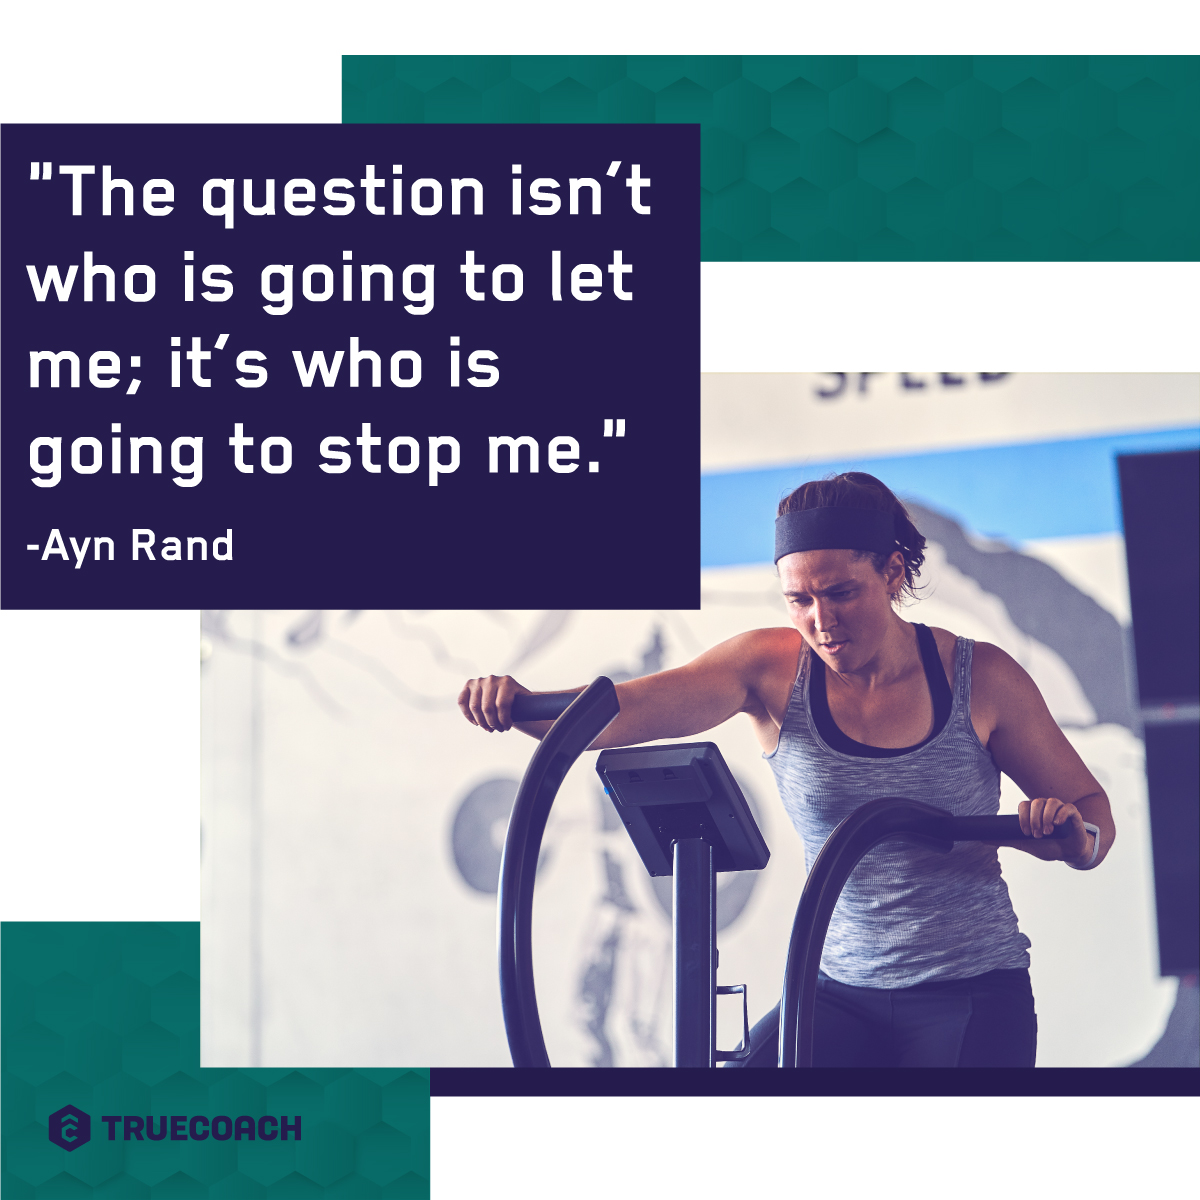 "The question isn’t
who is going to let
me; it’s who is
going to stop me."
-Ayn Rand
SPEED
TRUECOACH